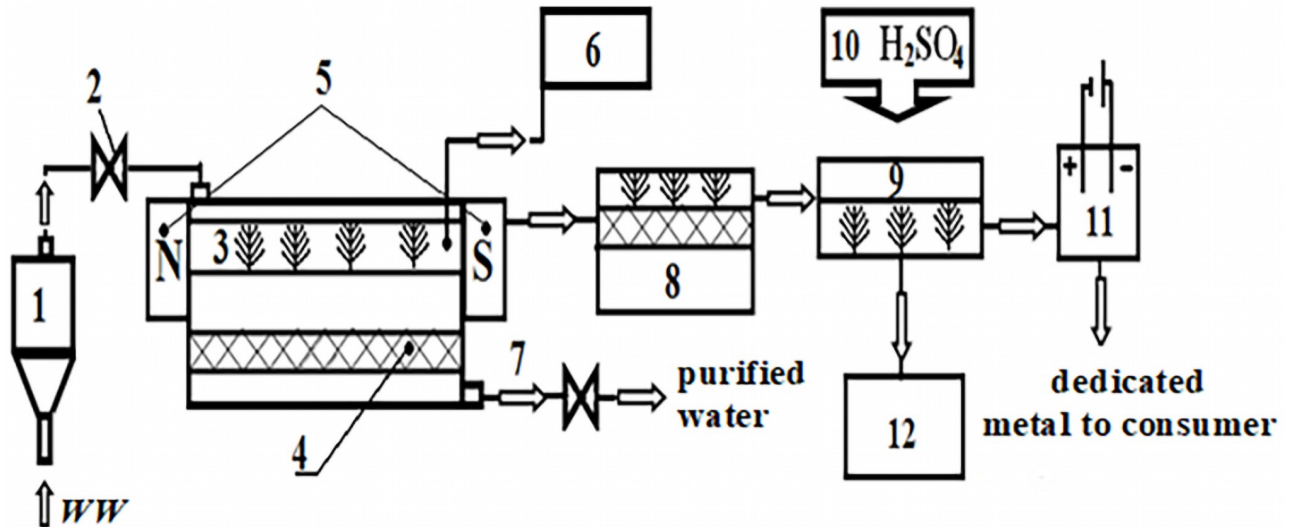 5
6
10 H₂SO₄
2
+ -
9
11
3
N
S
8
1
7
purified
water
dedicated
metal to consumer
4
12
WW